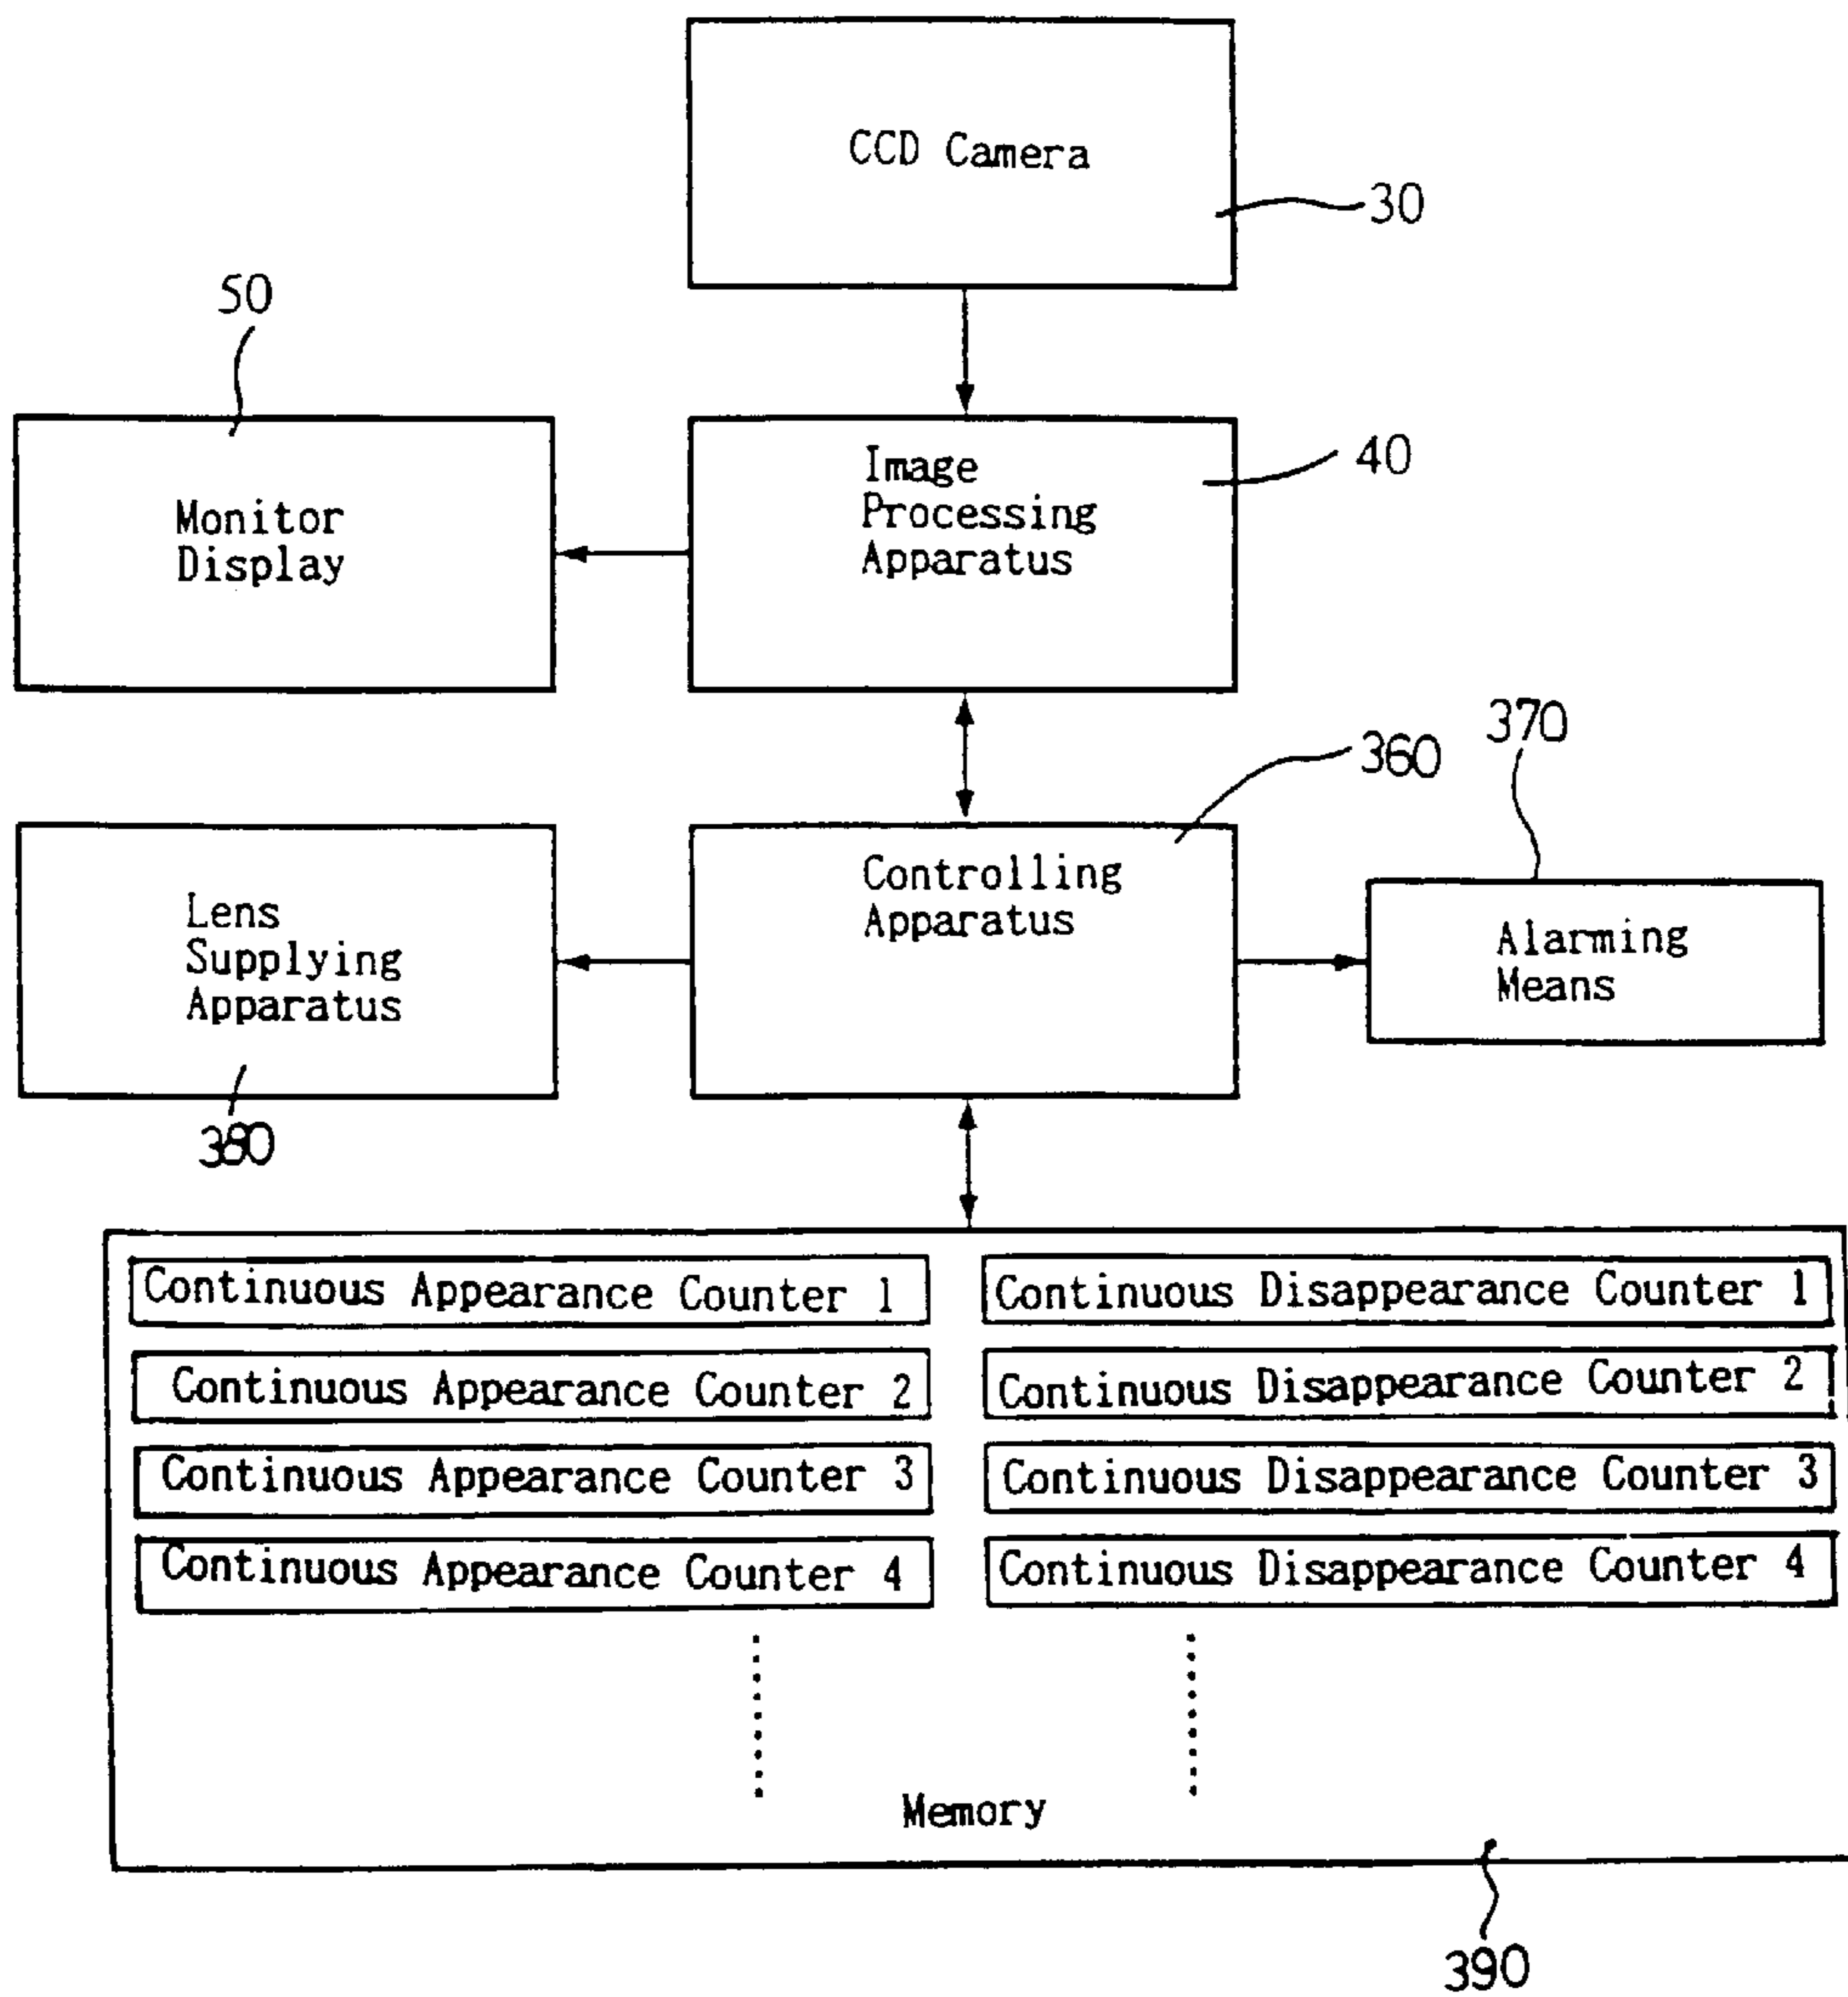 CCD Camera
30
50
Monitor
Display
Image
Processing
Apparatus
40
360
370
Lens
Supplying
Apparatus
380
Controlling
Apparatus
Alarming
Means
Continuous Appearance Counter 1
Continuous Disappearance Counter 1
Continuous Appearance Counter 2
Continuous Disappearance Counter 2
Continuous Appearance Counter 3
Continuous Disappearance Counter 3
Continuous Appearance Counter 4
Continuous Disappearance Counter 4
Memory
390